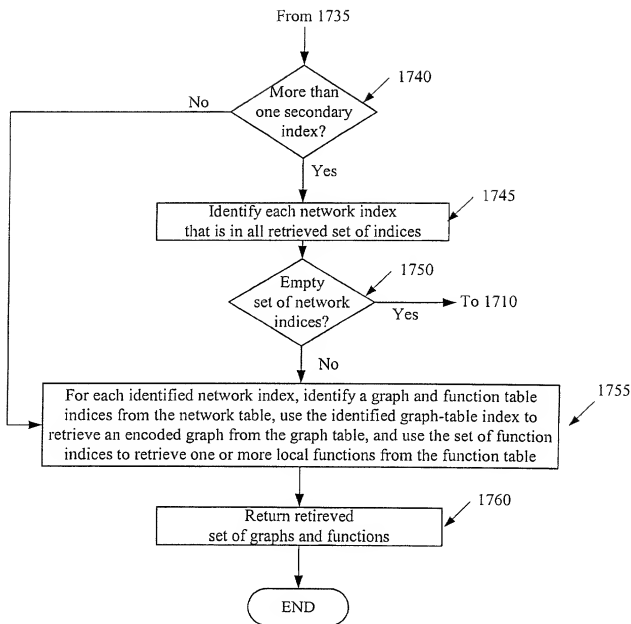 From 1735
1740
More than
one secondary
index?
No
Yes
1745
Identify each network index
that is in all retrieved set of indices
1750
Empty
set of network
indices?
Yes
To 1710
No
1755
For each identified network index, identify a graph and function table
indices from the network table, use the identified graph-table index to
retrieve an encoded graph from the graph table, and use the set of function
indices to retrieve one or more local functions from the function table
1760
Return retireved
set of graphs and functions
END